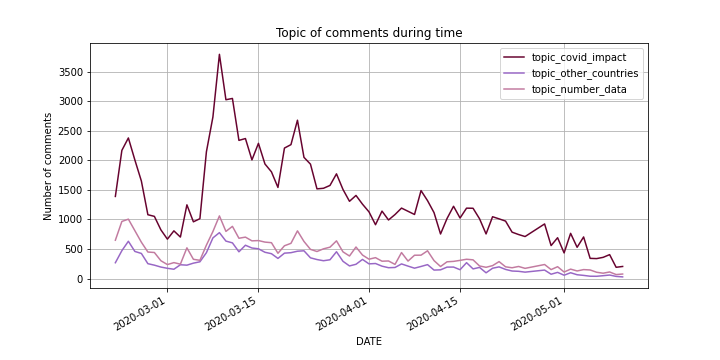 Topic of comments during time
topic_covid_impact
topic_other_countries
topic_number_data
Number of comments
3500
3000
2500
2000
1500
1000
500
0
2020-03-01
2020-03-15
2020-04-01
2020-04-15
2020-05-01
DATE